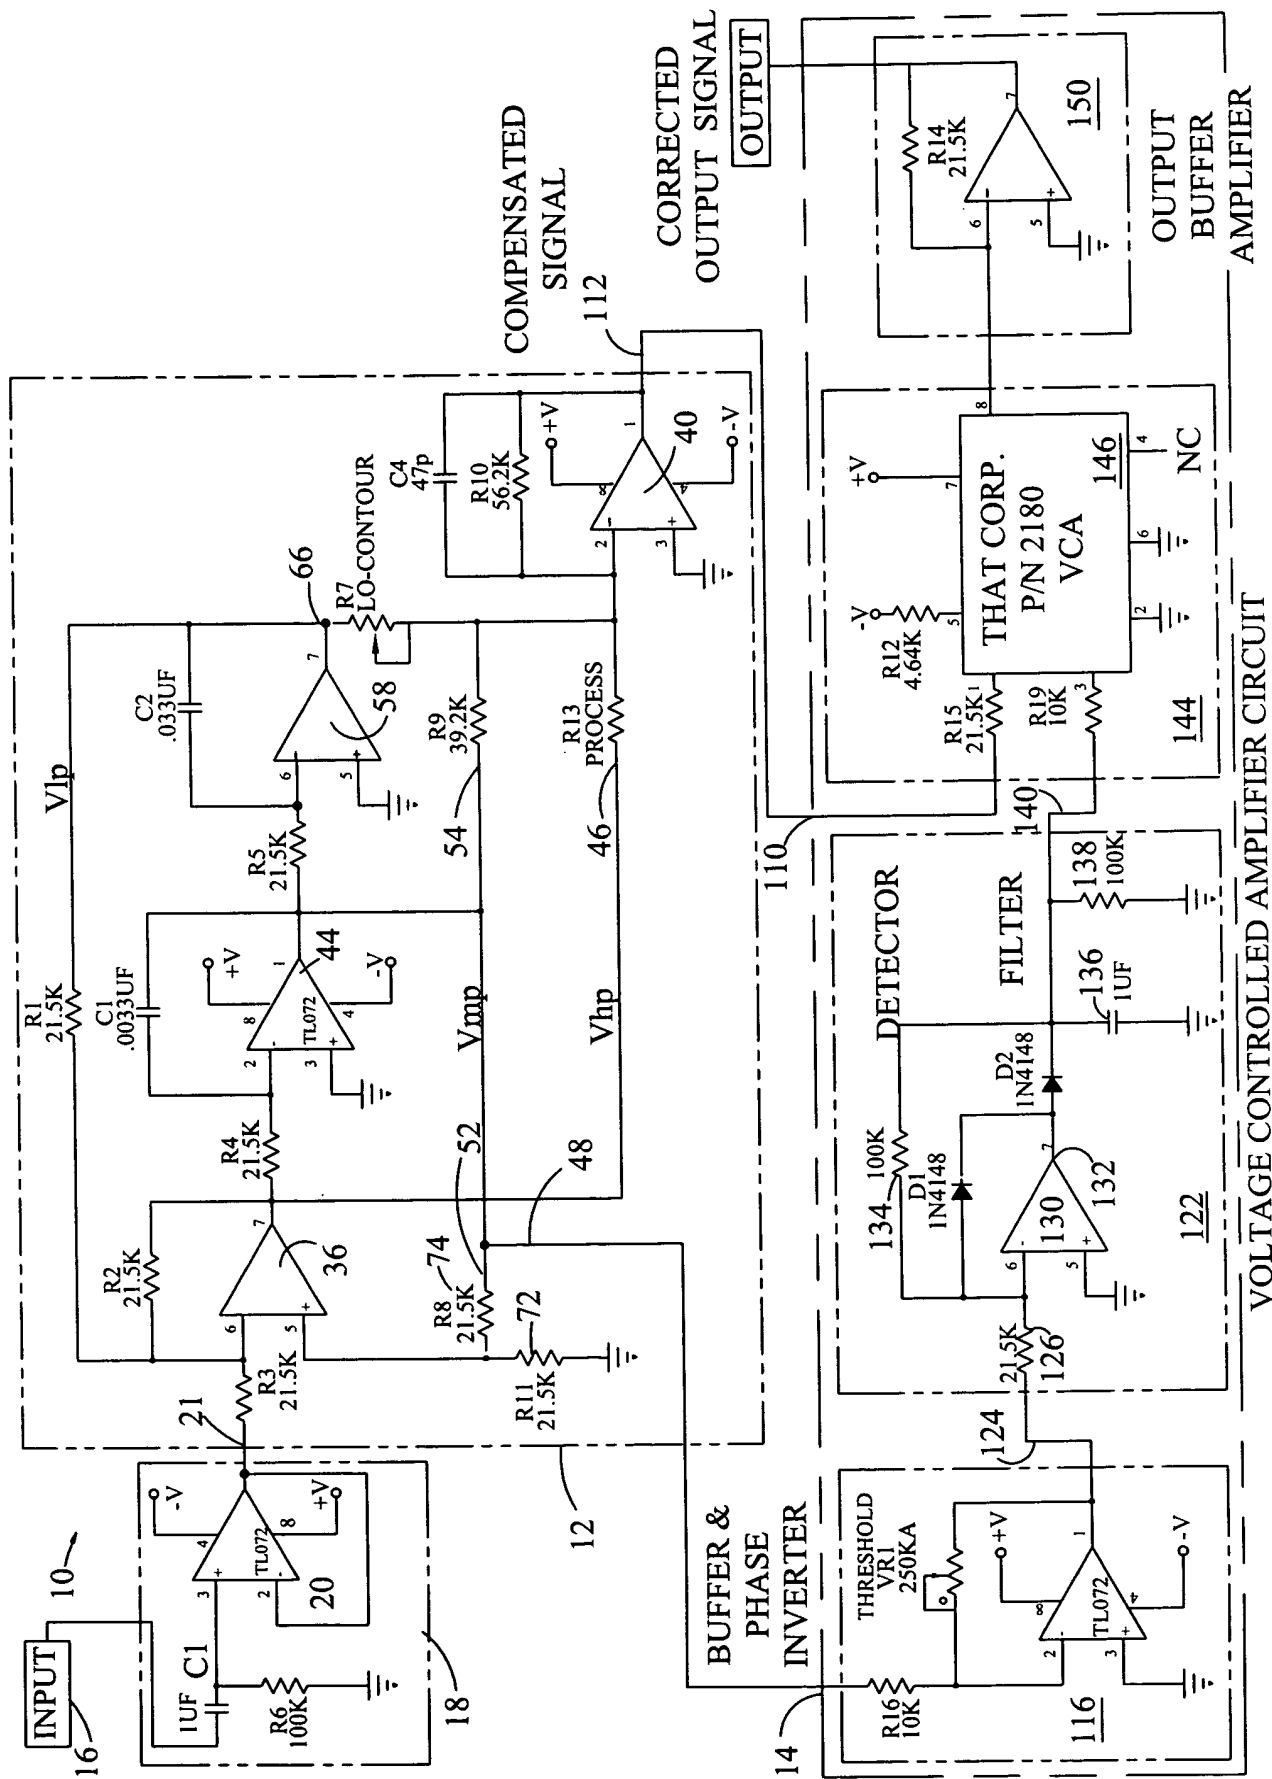 INPUT
16
10
1UF
C1
R6
100K
3
2
4
8
-V
+V
TL072
20
18
21
R3
21.5K
R2
21.5K
R1
21.5K
Vlp
6
5
7
36
R4
21.5K
C1
.0033UF
8
+V
2
3
1
4
-V
TL072
44
R5
21.5K
C2
.033UF
6
5
7
58
66
R7
LO-CONTOUR
R8
21.5K
74
72
R11
21.5K
52
48
Vmp
Vhp
54
R9
39.2K
46
R13
PROCESS
C4
47p
R10
56.2K
+V
8
2
3
1
4
-V
40
12
COMPENSATED
SIGNAL
112
110
CORRECTED
OUTPUT SIGNAL
OUTPUT
BUFFER &
PHASE
INVERTER
14
R16
10K
THRESHOLD
VR1
250KA
+V
8
2
3
1
4
-V
TL072
116
124
21.5K
126
DETECTOR
FILTER
134
100K
D1
1N4148
D2
1N4148
6
5
7
130
132
136
1UF
138
100K
122
140
R15
21.5K
1
R19
10K
3
-V
R12
4.64K
5
+V
7
THAT CORP.
P/N 2180
VCA
146
8
2
6
4
NC
144
R14
21.5K
6
5
7
150
OUTPUT
BUFFER
AMPLIFIER
VOLTAGE CONTROLLED AMPLIFIER CIRCUIT